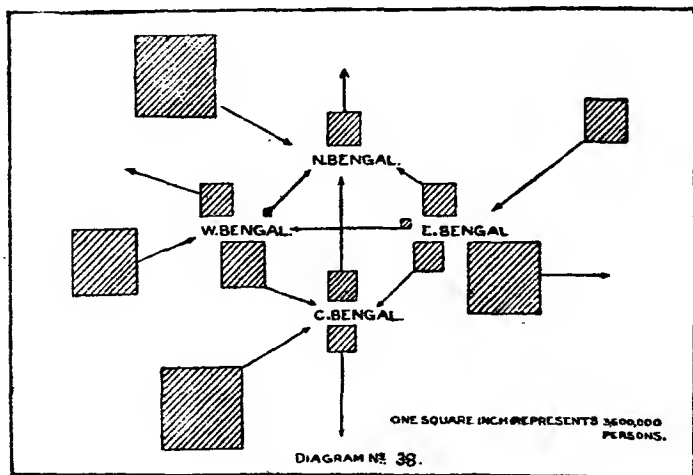 N.BENGAL.
W.BENGAL.
E.BENGAL
C.BENGAL.
ONE SQUARE INCH REPRESENTS 3,600,000
PERSONS.
DIAGRAM Nº 38.